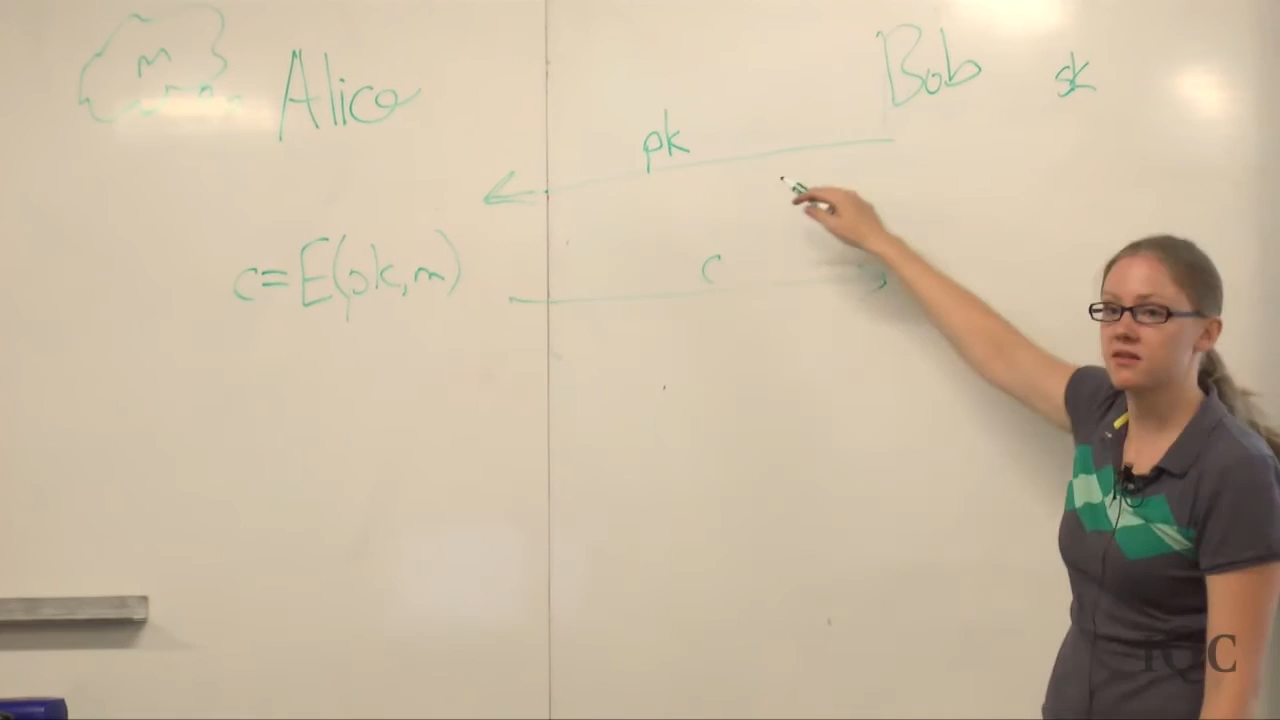 m
Alice
Bob
sk
pk
c=E(pk,m)
c
IQC